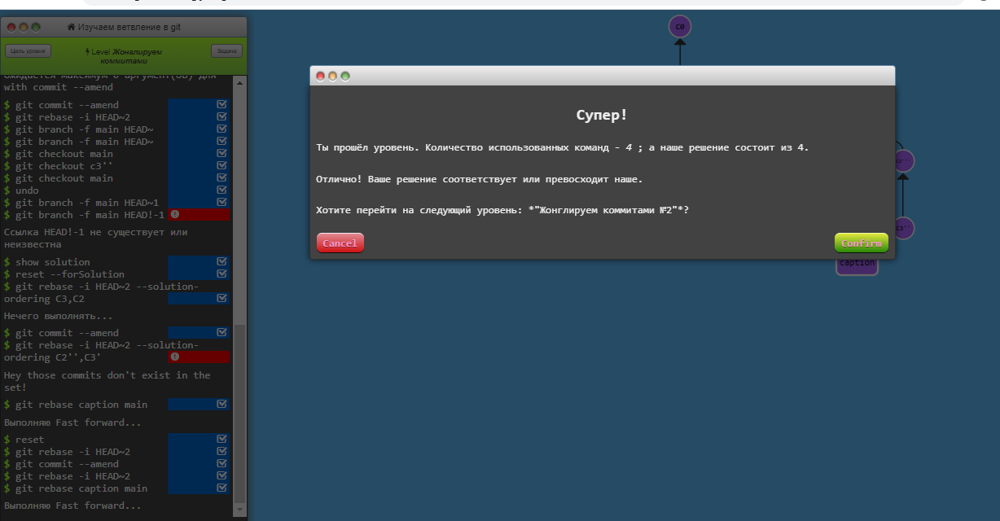 Изучаем ветвление в git
Цель уровня
Level Жонглируем
коммитами
Задача
ожидается максимум 0 аргумент(ов) для
with commit --amend
$ git commit --amend
$ git rebase -i HEAD~2
$ git branch -f main HEAD~
$ git branch -f main HEAD~
$ git checkout main
$ git checkout c3''
$ git checkout main
$ undo
$ git branch -f main HEAD~1
$ git branch -f main HEAD!-1
Ссылка HEAD!-1 не существует или
неизвестна
$ show solution
$ reset --forSolution
$ git rebase -i HEAD~2 --solution-
ordering C3,C2
Нечего выполнять...
$ git commit --amend
$ git rebase -i HEAD~2 --solution-
ordering C2'',C3'
Hey those commits don't exist in the
set!
$ git rebase caption main
Выполняю Fast forward...
$ reset
$ git rebase -i HEAD~2
$ git commit --amend
$ git rebase -i HEAD~2
$ git rebase caption main
Выполняю Fast forward...
C0
Супер!
Ты прошёл уровень. Количество использованных команд - 4 ; а наше решение состоит из 4.
Отлично! Ваше решение соответствует или превосходит наше.
Хотите перейти на следующий уровень: *"Жонглируем коммитами №2"*?
Cancel
Confirm
C3''
caption